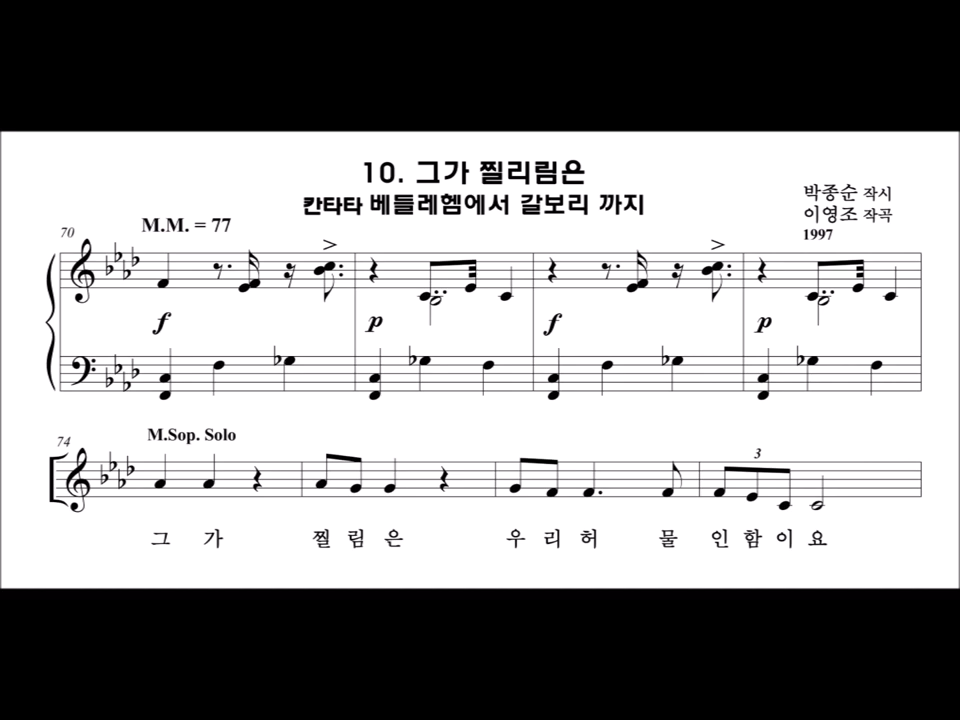 10. 그가 찔리림은
칸타타 베들레헴에서 갈보리 까지
박종순 작시
이영조 작곡
1997
M.M. = 77
70
f p f p
74
M.Sop. Solo
3
그 가 찔 림 은 우 리 허 물 인 함 이 요